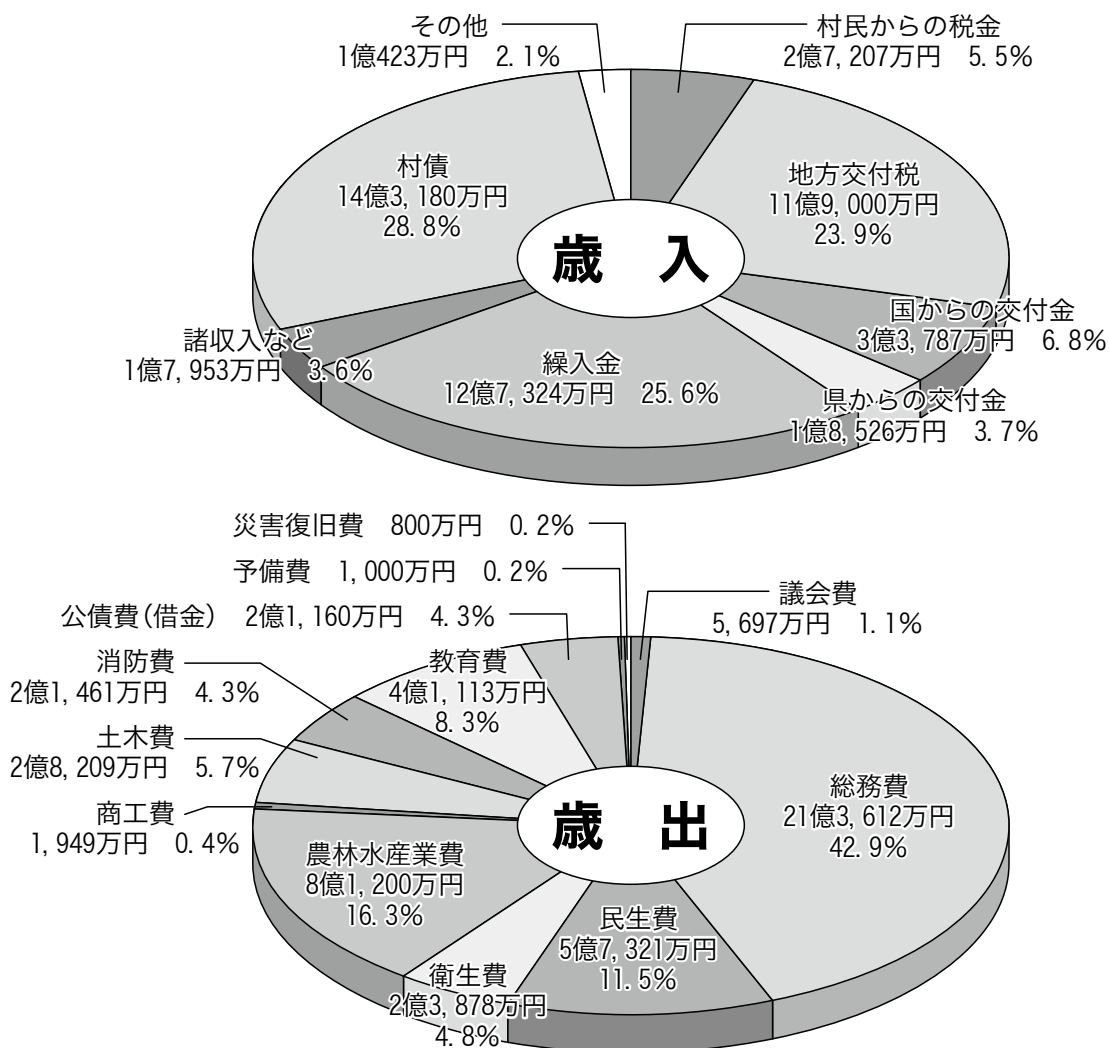 その他
1億423万円 2.1%
村民からの税金
2億7,207万円 5.5%
村債
14億3,180万円
28.8%
地方交付税
11億9,000万円
23.9%
歳 入
国からの交付金
3億3,787万円 6.8%
諸収入など
1億7,953万円 3.6%
繰入金
12億7,324万円 25.6%
県からの交付金
1億8,526万円 3.7%
災害復旧費 800万円 0.2%
予備費 1,000万円 0.2%
議会費
5,697万円 1.1%
公債費(借金) 2億1,160万円 4.3%
消防費
2億1,461万円 4.3%
教育費
4億1,113万円
8.3%
土木費
2億8,209万円 5.7%
総務費
21億3,612万円
42.9%
商工費
1,949万円 0.4%
歳 出
農林水産業費
8億1,200万円
16.3%
民生費
5億7,321万円
11.5%
衛生費
2億3,878万円
4.8%